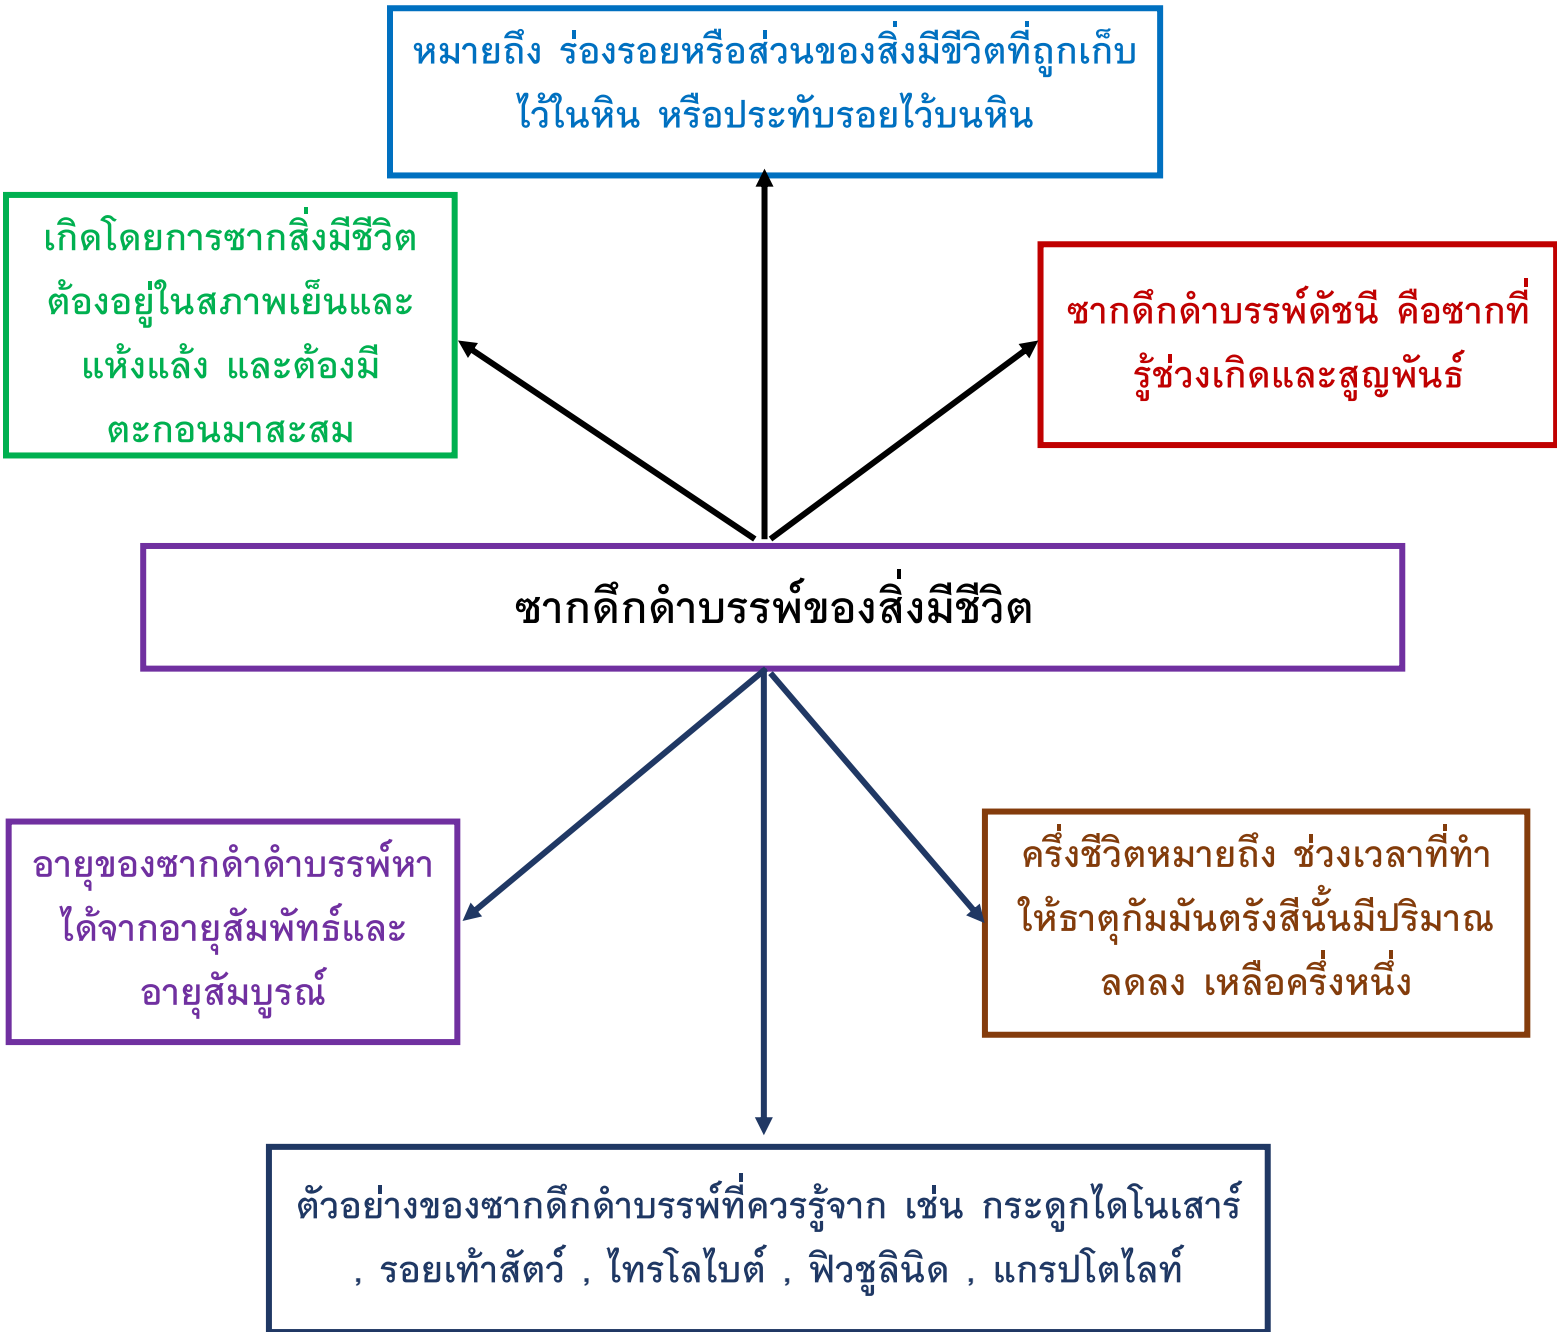 หมายถึง ร่องรอยหรือส่วนของสิ่งมีขีวิตที่ถูกเก็บ
ไว้ในหิน หรือประทับรอยไว้บนหิน
เกิดโดยการซากสิ่งมีชีวิต
ต้องอยู่ในสภาพเย็นและ
แห้งแล้ง และต้องมี
ตะกอนมาสะสม
ซากดึกดำบรรพ์ดัชนี คือซากที่
รู้ช่วงเกิดและสูญพันธ์
ซากดึกดำบรรพ์ของสิ่งมีชีวิต
อายุของซากดำดำบรรพ์หา
ได้จากอายุสัมพัทธ์และ
อายุสัมบูรณ์
ครึ่งชีวิตหมายถึง ช่วงเวลาที่ทำ
ให้ธาตุกัมมันตรังสีนั้นมีปริมาณ
ลดลง เหลือครึ่งหนึ่ง
ตัวอย่างของซากดึกดำบรรพ์ที่ควรรู้จาก เช่น กระดูกไดโนเสาร์
, รอยเท้าสัตว์ , ไทรโลไบต์ , ฟิวซูลินิด , แกรปโตไลท์